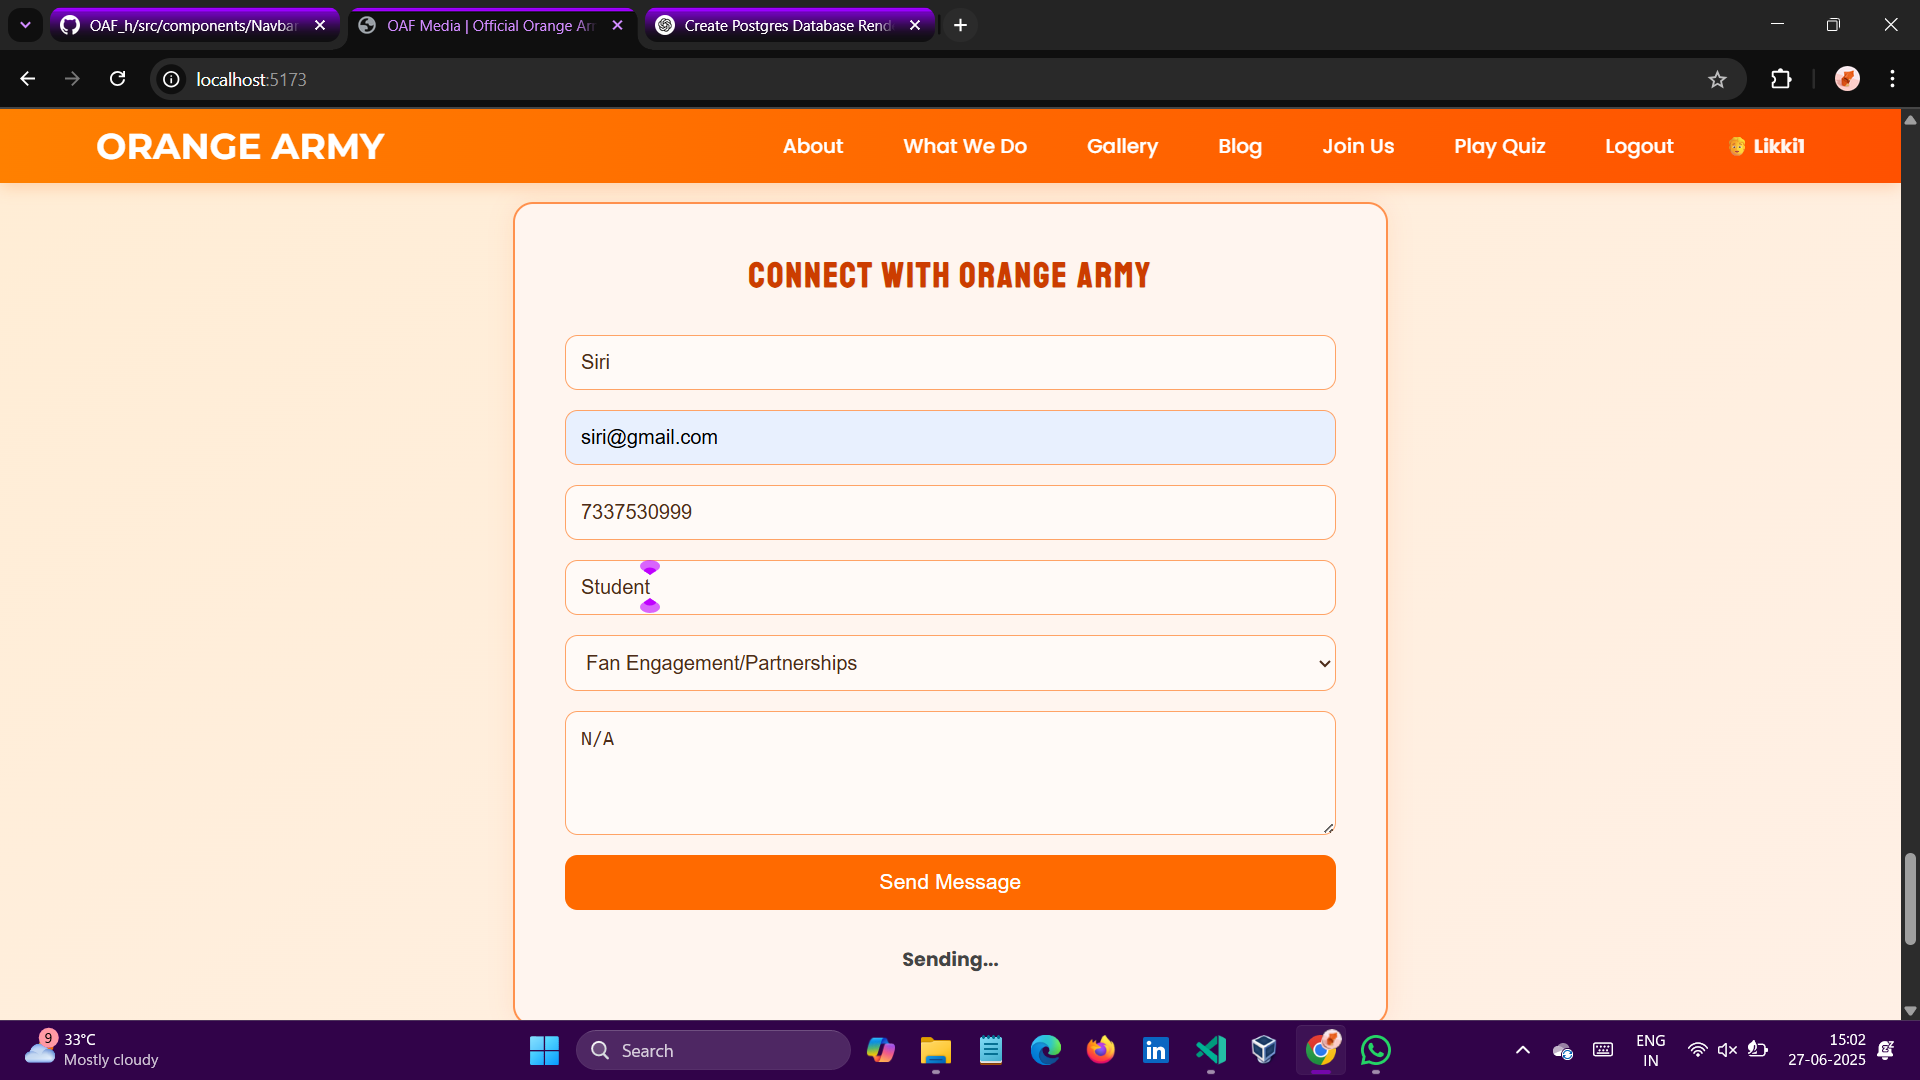 OAF_h/src/components/Navbar
OAF Media | Official Orange Ar
Create Postgres Database Rend
localhost:5173
ORANGE ARMY
About
What We Do
Gallery
Blog
Join Us
Play Quiz
Logout
Likki1
CONNECT WITH ORANGE ARMY
Siri
siri@gmail.com
7337530999
Student
Fan Engagement/Partnerships
N/A
Send Message
Sending...
9
33°C
Mostly cloudy
Search
ENG
IN
15:02
27-06-2025